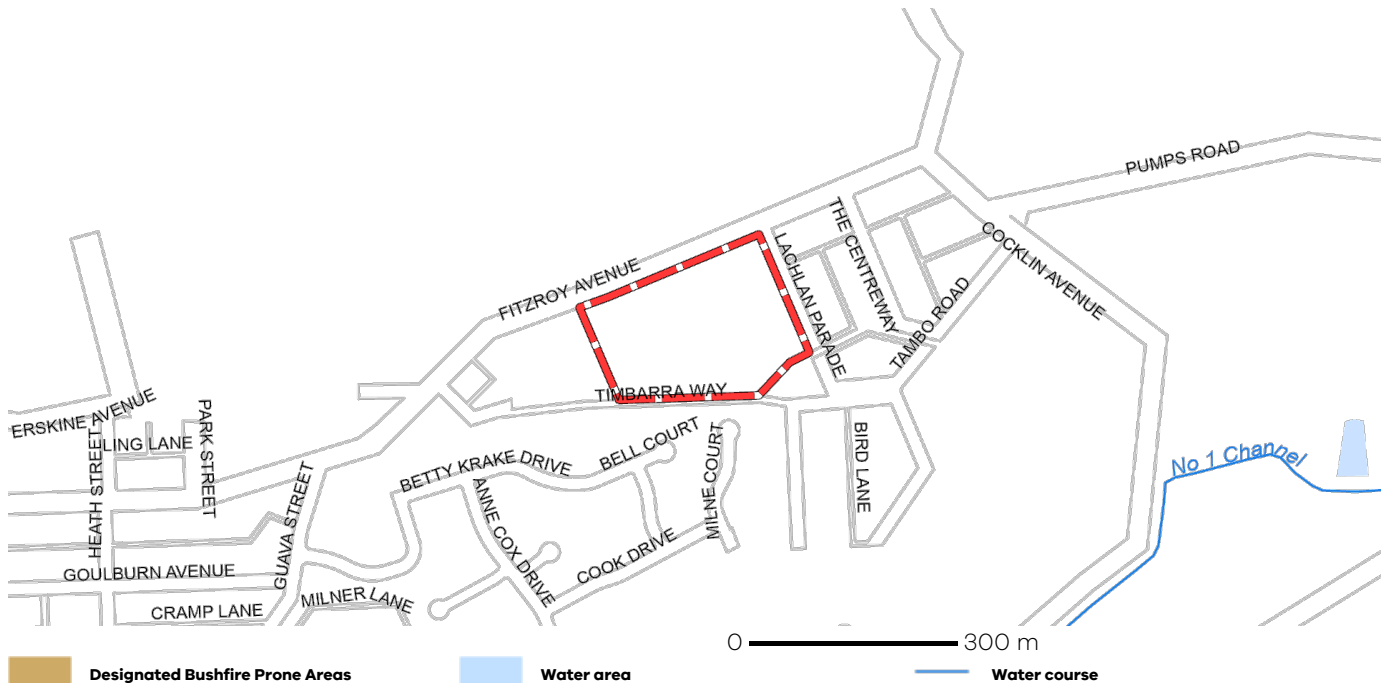 PUMPS ROAD
THE CENTREWAY
COCKLIN AVENUE
LACHLAN PARADE
FITZROY AVENUE
TAMBO ROAD
TIMBARRA WAY
ERSKINE AVENUE
PARK STREET
LING LANE
HEATH STREET
BELL COURT
MILNE COURT
BIRD LANE
No 1 Channel
BETTY KRAKE DRIVE
GUAVA STREET
ANNE COX DRIVE
COOK DRIVE
GOULBURN AVENUE
MILNER LANE
CRAMP LANE
0 300 m
Designated Bushfire Prone Areas
Water area
Water course